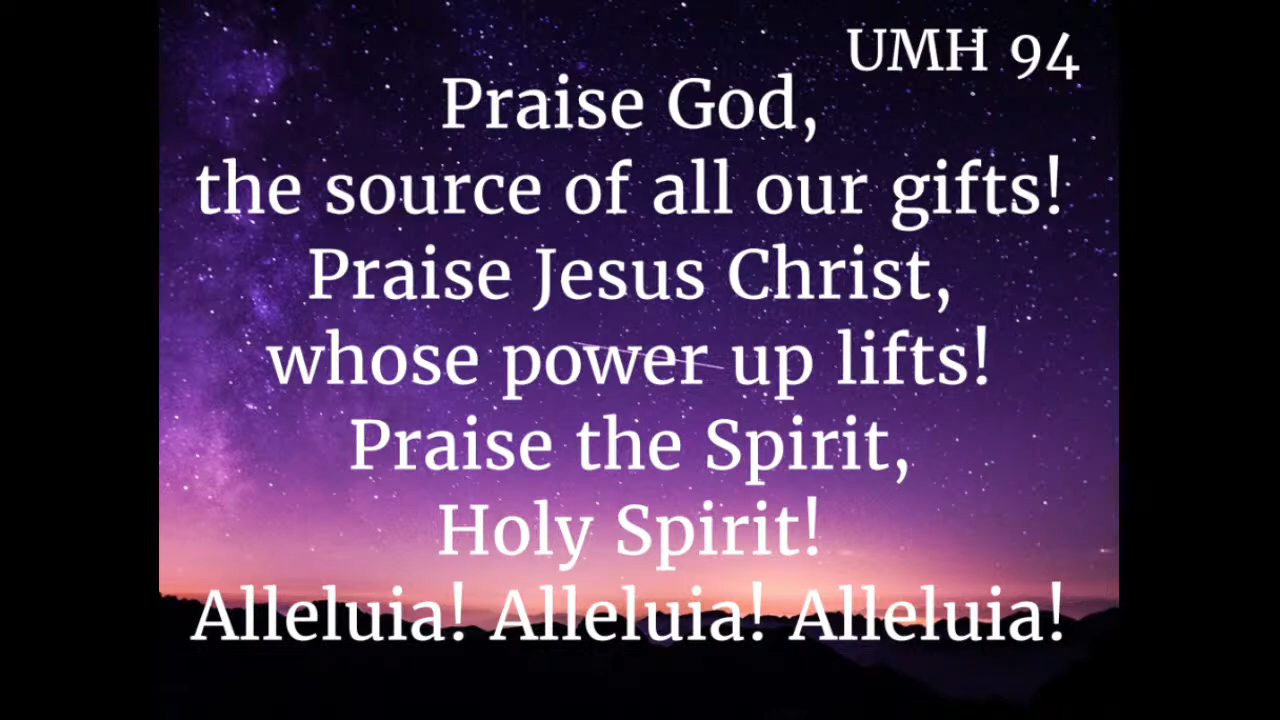 UMH 94
Praise God,
the source of all our gifts!
Praise Jesus Christ,
whose power up lifts!
Praise the Spirit,
Holy Spirit!
Alleluia! Alleluia! Alleluia!